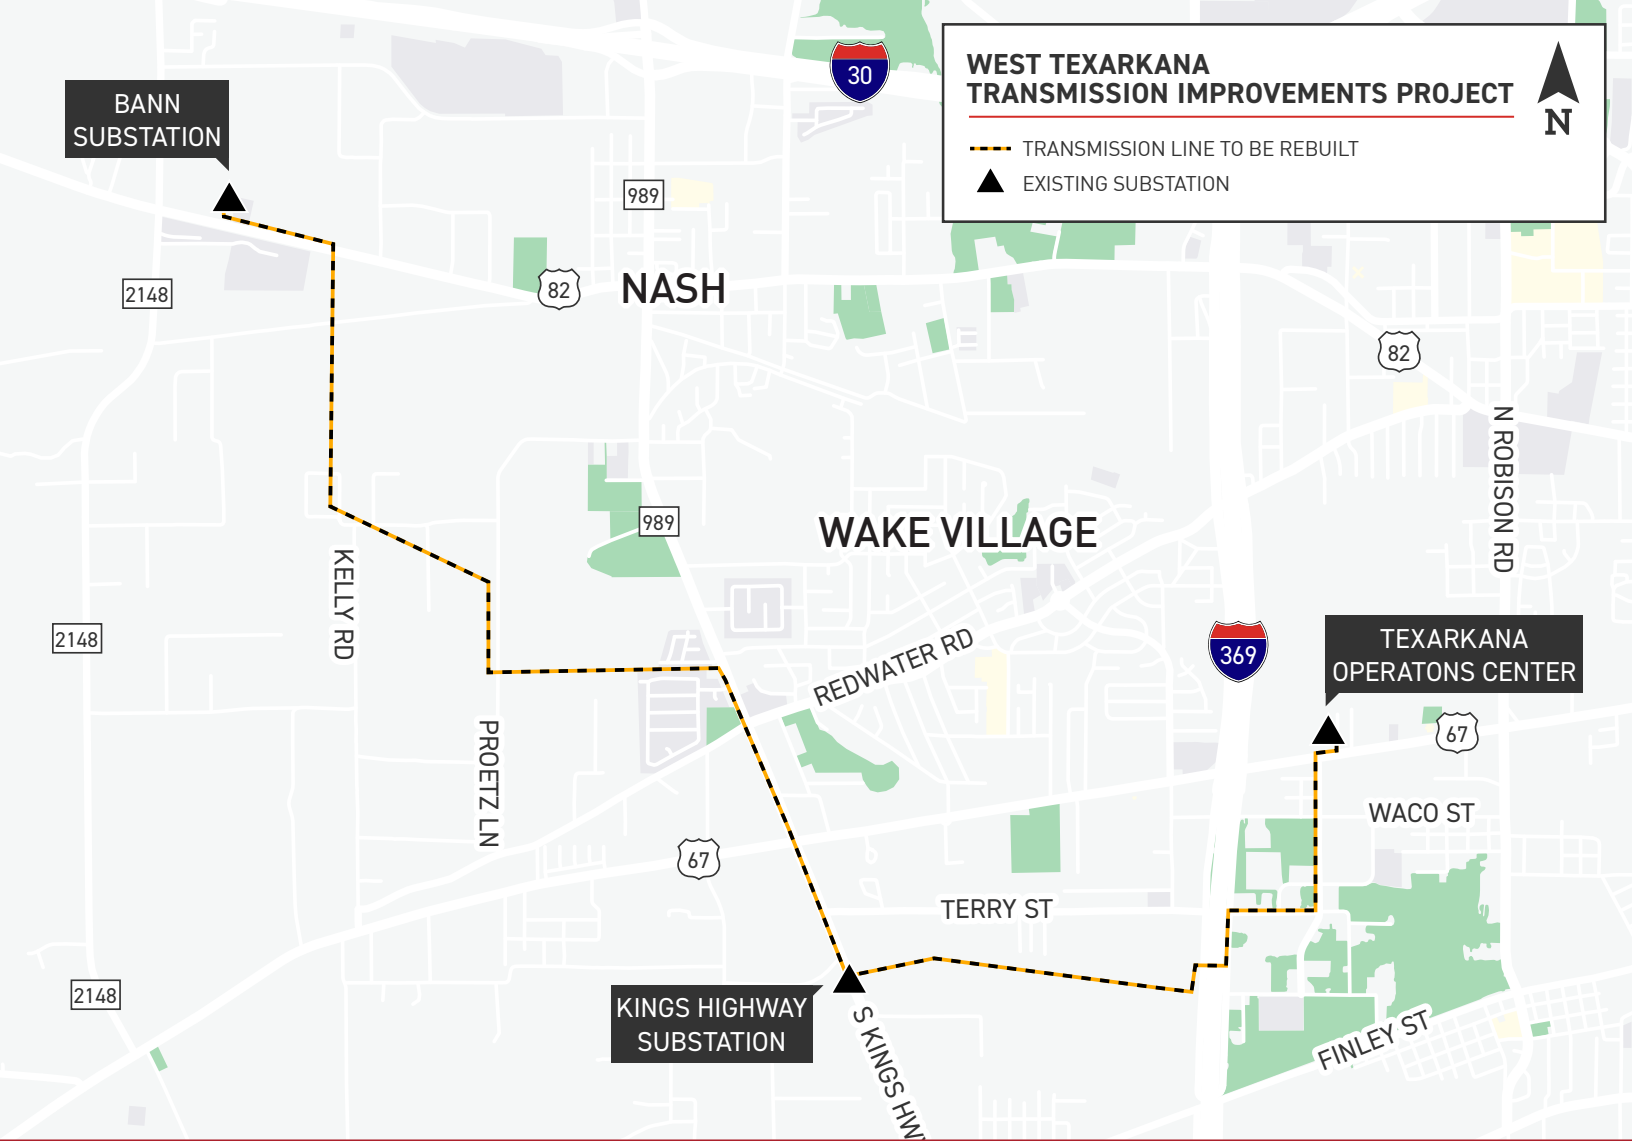 WEST TEXARKANA
TRANSMISSION IMPROVEMENTS PROJECT
N
TRANSMISSION LINE TO BE REBUILT
EXISTING SUBSTATION
30
BANN
SUBSTATION
989
2148
82
NASH
82
N ROBISON RD
989
WAKE VILLAGE
KELLY RD
2148
REDWATER RD
369
TEXARKANA
OPERATONS CENTER
PROETZ LN
67
WACO ST
67
TERRY ST
2148
KINGS HIGHWAY
SUBSTATION
S KINGS HW
FINLEY ST